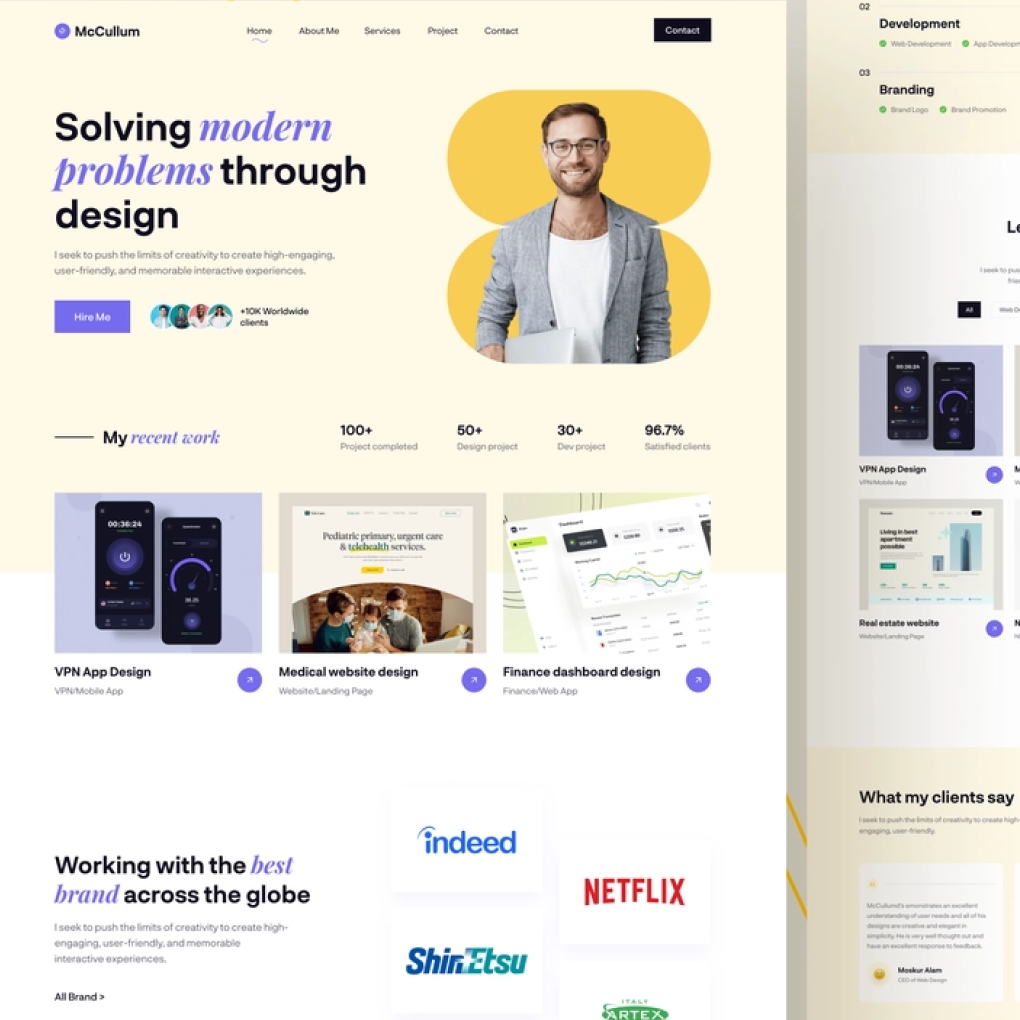 McCullum
Home
About Me
Services
Project
Contact
Contact
Solving modern
problems through
design
I seek to push the limits of creativity to create high-engaging,
user-friendly, and memorable interactive experiences.
Hire Me
+10K Worldwide
clients
My recent work
100+
Project completed
50+
Design project
30+
Dev project
96.7%
Satisfied clients
00:36:24
Pediatric primary, urgent care
& telehealth services.
Dashboard
VPN App Design
VPN/Mobile App
Medical website design
Website/Landing Page
Finance dashboard design
Finance/Web App
Working with the best
brand across the globe
I seek to push the limits of creativity to create high-
engaging, user-friendly, and memorable
interactive experiences.
All Brand >
indeed
NETFLIX
ShinEtsu
ITALY
ARTEX
02
Development
Web Development
App Developm
03
Branding
Brand Logo
Brand Promotion
Le
I seek to pus
frie
All
Web De
00:36:24
VPN App Design
VPN/Mobile App
Living in best
apartment
possible
Real estate website
Website/Landing Page
What my clients say
I seek to push the limits of creativity to create high-
engaging, user-friendly.
McCullumd's emonstrates an excellent
understanding of user needs and all of his
designs are creative and elegant in
simplicity. He is very well thought out and
have an excellent response to feedback.
Moskur Alam
CEO of Web Design